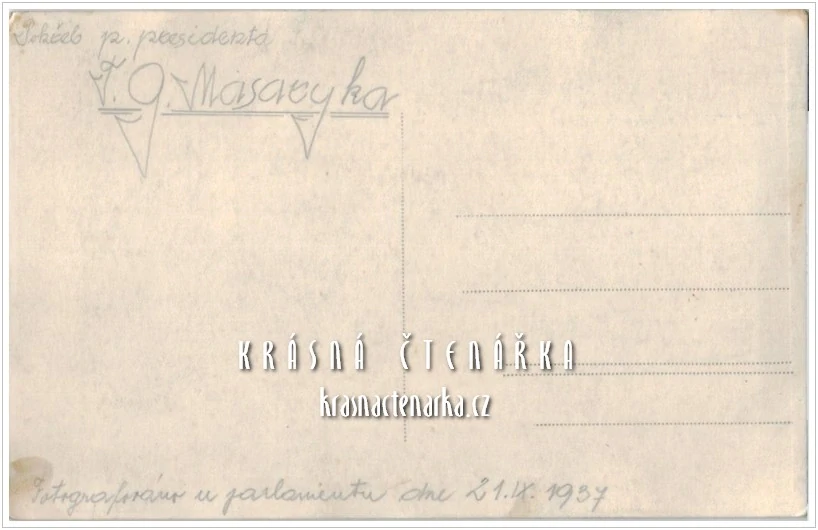 Pohřeb p. presidenta
T. G. Masaryka
KRÁSNÁ ČTENÁŘKA
krasnactenarka.cz
Fotografováno u parlamentu dne 21.IX. 1937